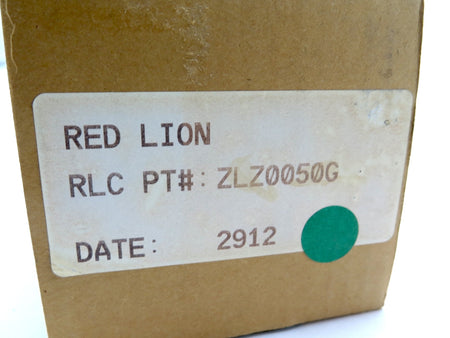 RED LION
RLC PT#: ZLZ0050G
DATE: 2912